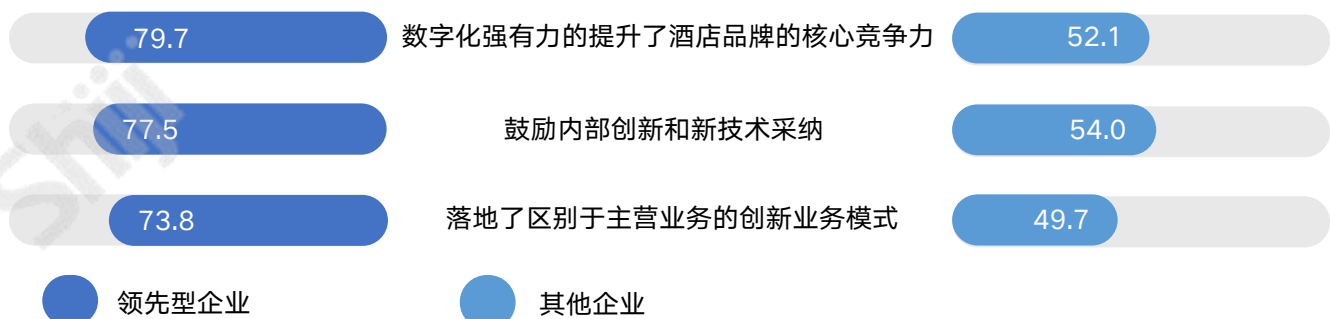 79.7 数字化强有力的提升了酒店品牌的核心竞争力 52.1
77.5 鼓励内部创新和新技术采纳 54.0
73.8 落地了区别于主营业务的创新业务模式 49.7
领先型企业 其他企业
Shiji